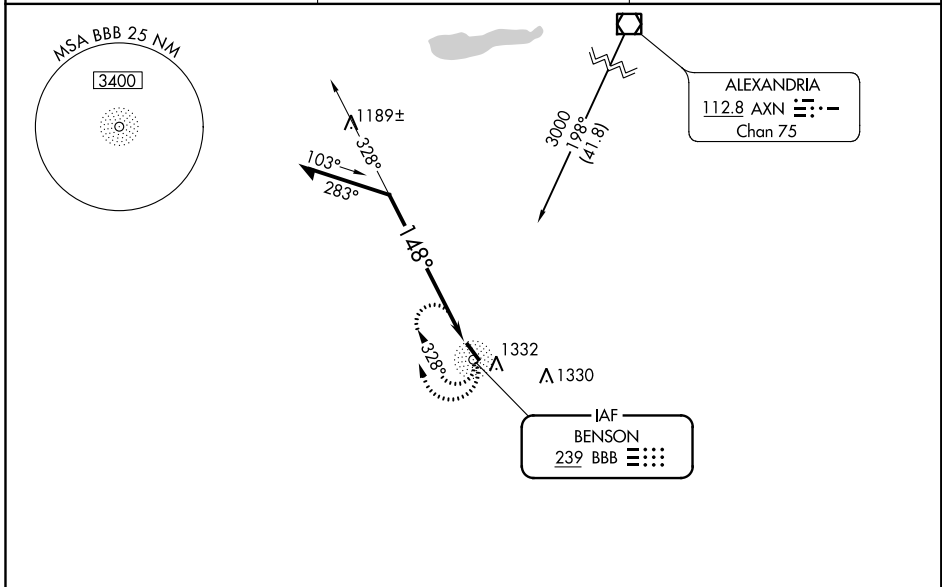 MSA BBB 25 NM
3400
1189±
328°
103°
283°
148°
328°
1332
1330
3000
198°
(41.8)
ALEXANDRIA
112.8 AXN
Chan 75
IAF
BENSON
239 BBB